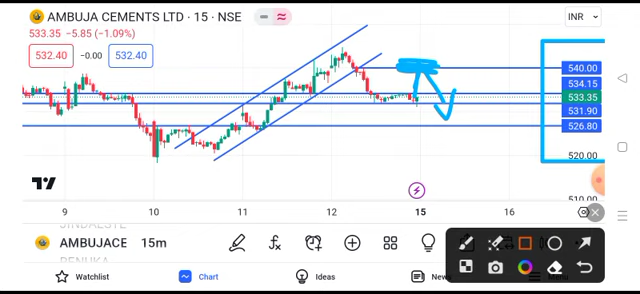 AMBUJA CEMENTS LTD · 15 · NSE
INR
533.35 −5.85 (−1.09%)
532.40 −0.00 532.40
540.00
534.15
533.35
531.90
526.80
520.00
510.00
9 10 11 12 15 16
JINDALSTE
AMBUJACE 15m
RENUKA
Watchlist Chart Ideas News